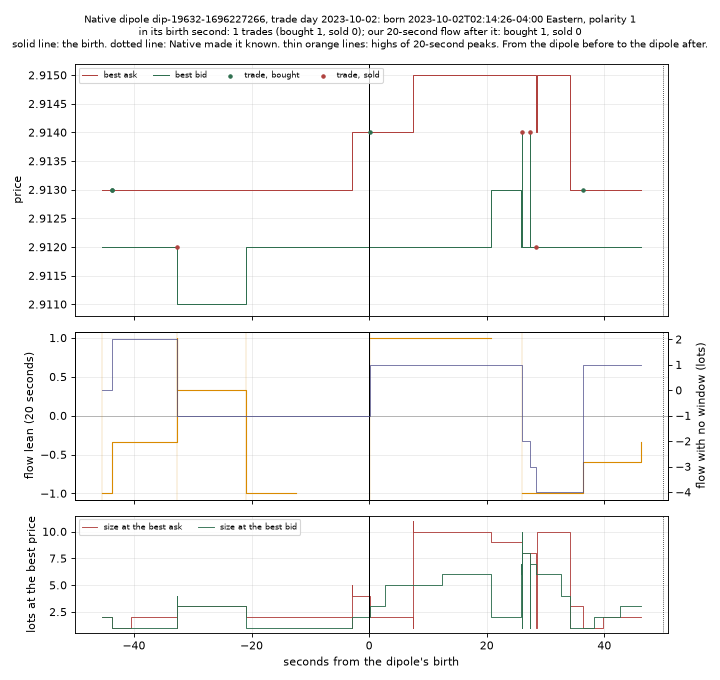 Native dipole dip-19632-1696227266, trade day 2023-10-02: born 2023-10-02T02:14:26-04:00 Eastern, polarity 1
in its birth second: 1 trades (bought 1, sold 0); our 20-second flow after it: bought 1, sold 0
solid line: the birth. dotted line: Native made it known. thin orange lines: highs of 20-second peaks. From the dipole before to the dipole after.
best ask best bid trade, bought trade, sold
2.9150
2.9145
2.9140
2.9135
2.9130
2.9125
2.9120
2.9115
2.9110
price
1.0
0.5
0.0
−0.5
−1.0
flow lean (20 seconds)
2
1
0
−1
−2
−3
−4
flow with no window (lots)
size at the best ask size at the best bid
10.0
7.5
5.0
2.5
lots at the best price
−40 −20 0 20 40
seconds from the dipole's birth